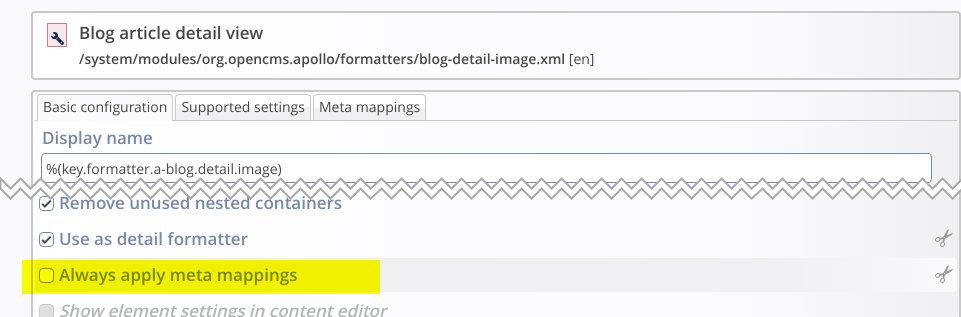 Blog article detail view
/system/modules/org.opencms.apollo/formatters/blog-detail-image.xml [en]
Basic configuration Supported settings Meta mappings
Display name
%(key.formatter.a-blog.detail.image)
Remove unused nested containers
Use as detail formatter
Always apply meta mappings
Show element settings in content editor